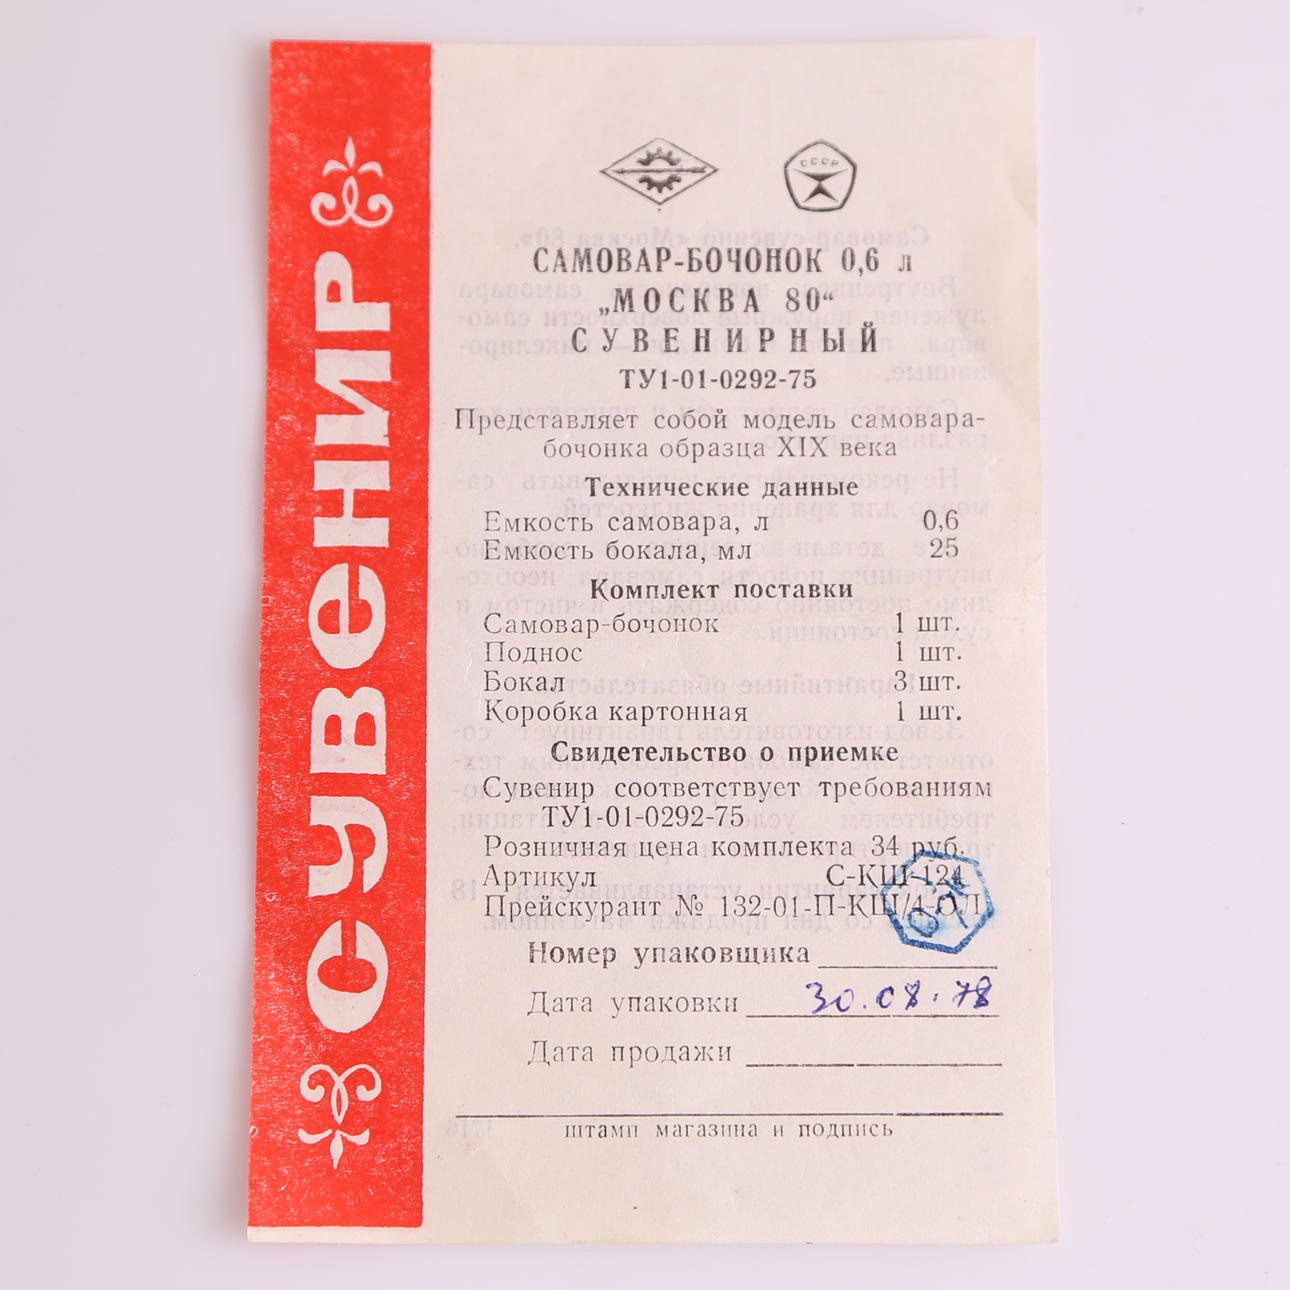 СУВЕНИР
СССР
САМОВАР-БОЧОНОК 0,6 л
„МОСКВА 80“
СУВЕНИРНЫЙ
ТУ1-01-0292-75
Представляет собой модель самовара-
бочонка образца XIX века
Технические данные
Емкость самовара, л 0,6
Емкость бокала, мл 25
Комплект поставки
Самовар-бочонок 1 шт.
Поднос 1 шт.
Бокал 3 шт.
Коробка картонная 1 шт.
Свидетельство о приемке
Сувенир соответствует требованиям
ТУ1-01-0292-75
Розничная цена комплекта 34 руб.
Артикул С-КШ-124
Прейскурант № 132-01-П-КШ/4-ОЛ
Номер упаковщика
Дата упаковки 30.08.78
Дата продажи
штамп магазина и подпись